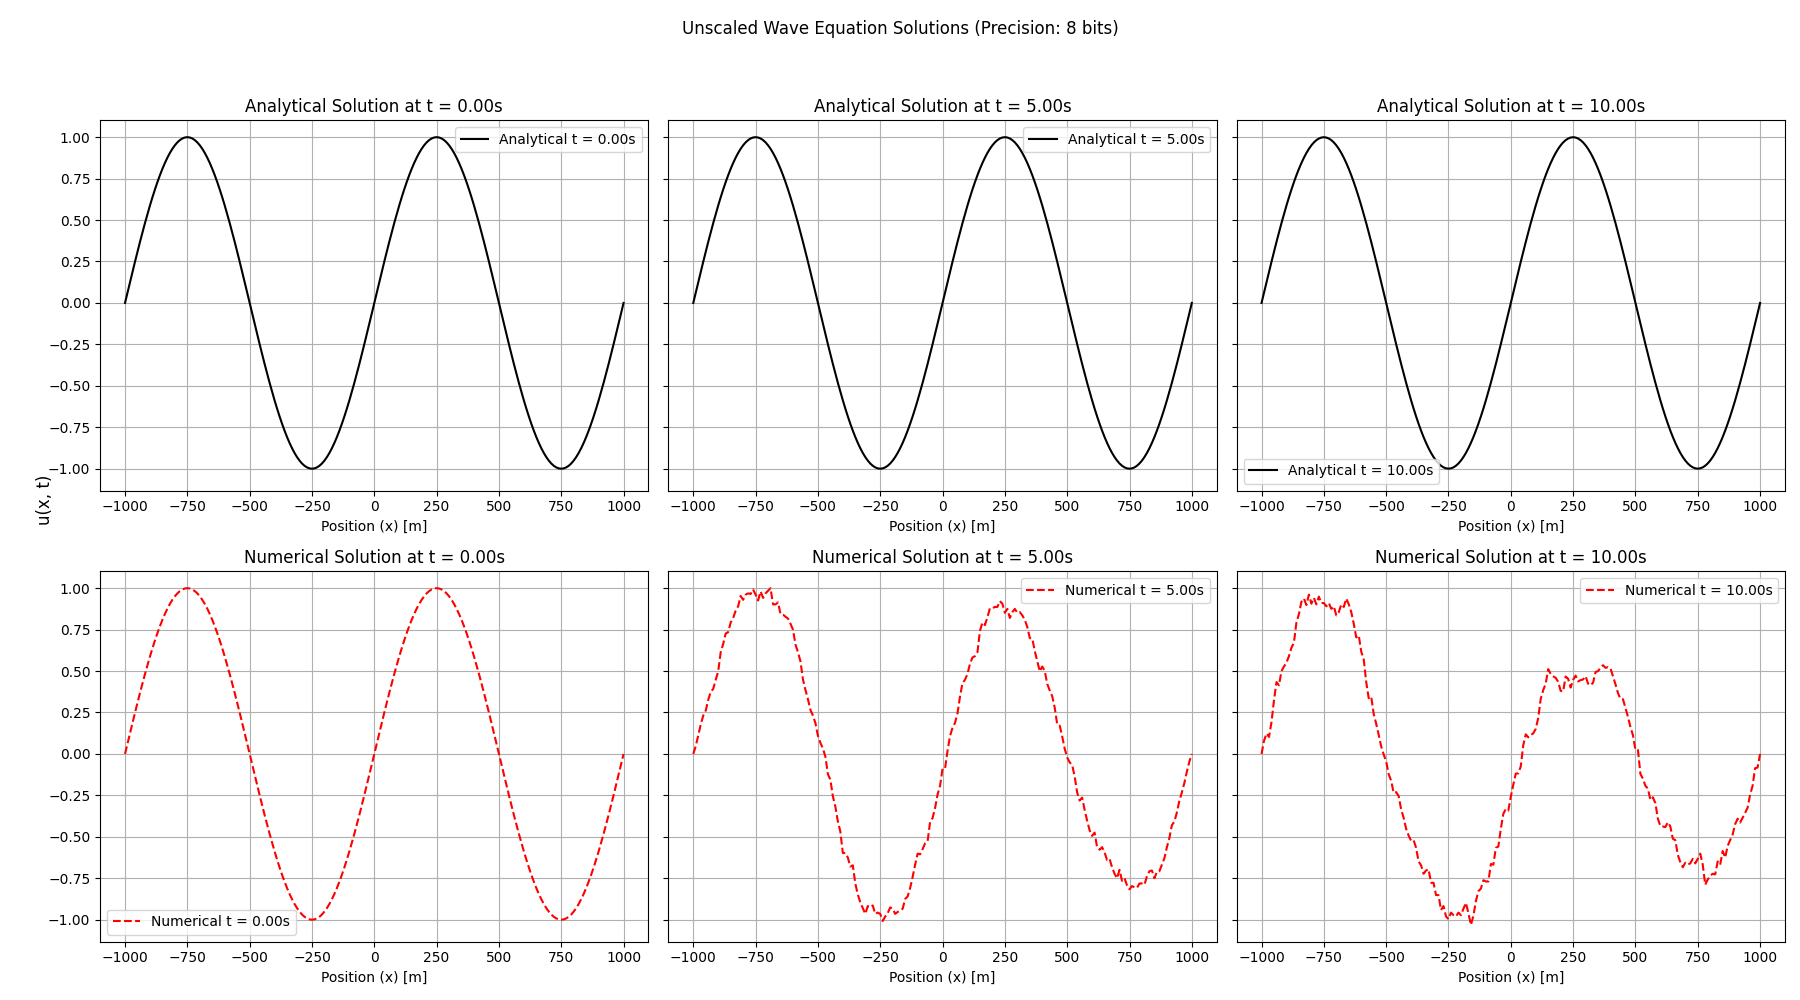 Unscaled Wave Equation Solutions (Precision: 8 bits)
Analytical Solution at t = 0.00s
Analytical Solution at t = 5.00s
Analytical Solution at t = 10.00s
Analytical t = 0.00s
Analytical t = 5.00s
Analytical t = 10.00s
1.00
0.75
0.50
0.25
0.00
−0.25
−0.50
−0.75
−1.00
−1000 −750 −500 −250 0 250 500 750 1000
−1000 −750 −500 −250 0 250 500 750 1000
−1000 −750 −500 −250 0 250 500 750 1000
Position (x) [m]
Position (x) [m]
Position (x) [m]
u(x, t)
Numerical Solution at t = 0.00s
Numerical Solution at t = 5.00s
Numerical Solution at t = 10.00s
Numerical t = 0.00s
Numerical t = 5.00s
Numerical t = 10.00s
1.00
0.75
0.50
0.25
0.00
−0.25
−0.50
−0.75
−1.00
−1000 −750 −500 −250 0 250 500 750 1000
−1000 −750 −500 −250 0 250 500 750 1000
−1000 −750 −500 −250 0 250 500 750 1000
Position (x) [m]
Position (x) [m]
Position (x) [m]